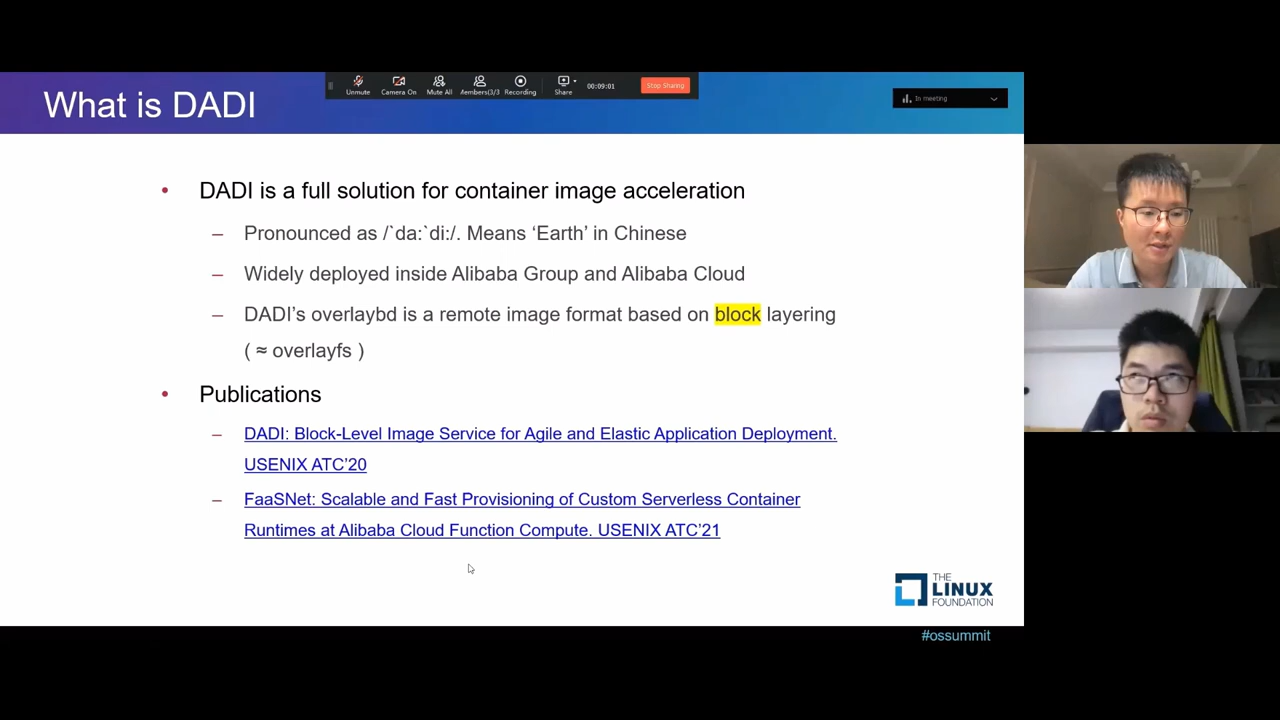 What is DADI
Unmute
Camera On
Mute All
Members(3/3
Recording
Share
00:09:01
Stop Sharing
In meeting
• DADI is a full solution for container image acceleration
– Pronounced as /`da:`di:/. Means ‘Earth’ in Chinese
– Widely deployed inside Alibaba Group and Alibaba Cloud
– DADI’s overlaybd is a remote image format based on block layering
( ≈ overlayfs )
• Publications
– DADI: Block-Level Image Service for Agile and Elastic Application Deployment.
USENIX ATC’20
– FaaSNet: Scalable and Fast Provisioning of Custom Serverless Container
Runtimes at Alibaba Cloud Function Compute. USENIX ATC’21
THE
LINUX
FOUNDATION
#ossummit